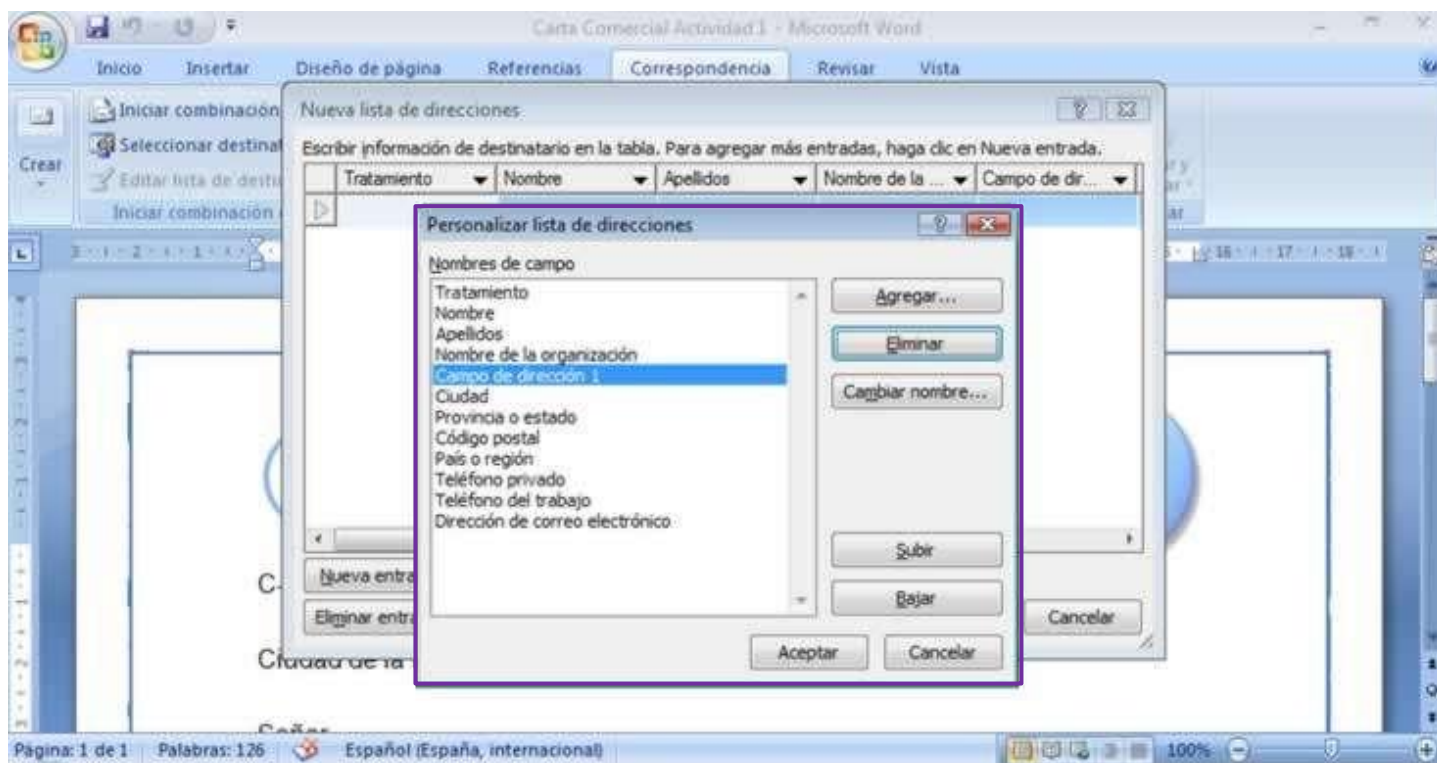 Carta Comercial Actividad 1 - Microsoft Word
Inicio Insertar Diseño de página Referencias Correspondencia Revisar Vista
Crear
Iniciar combinación
Seleccionar destinat
Editar lista de
Iniciar combinación
Nueva lista de direcciones
Escribir información de destinatario en la tabla. Para agregar más entradas, haga clic en Nueva entrada.
Tratamiento Nombre Apellidos Nombre de la ... Campo de dir...
Personalizar lista de direcciones
Nombres de campo
Tratamiento
Nombre
Apellidos
Nombre de la organización
Campo de dirección 1
Ciudad
Provincia o estado
Código postal
País o región
Teléfono privado
Teléfono del trabajo
Dirección de correo electrónico
Agregar...
Eliminar
Cambiar nombre...
Subir
Bajar
Aceptar Cancelar
Nueva entra
Eliminar entra
Cancelar
Ciudad de la
Señor
Página: 1 de 1 Palabras: 126 Español (España, internacional) 100%